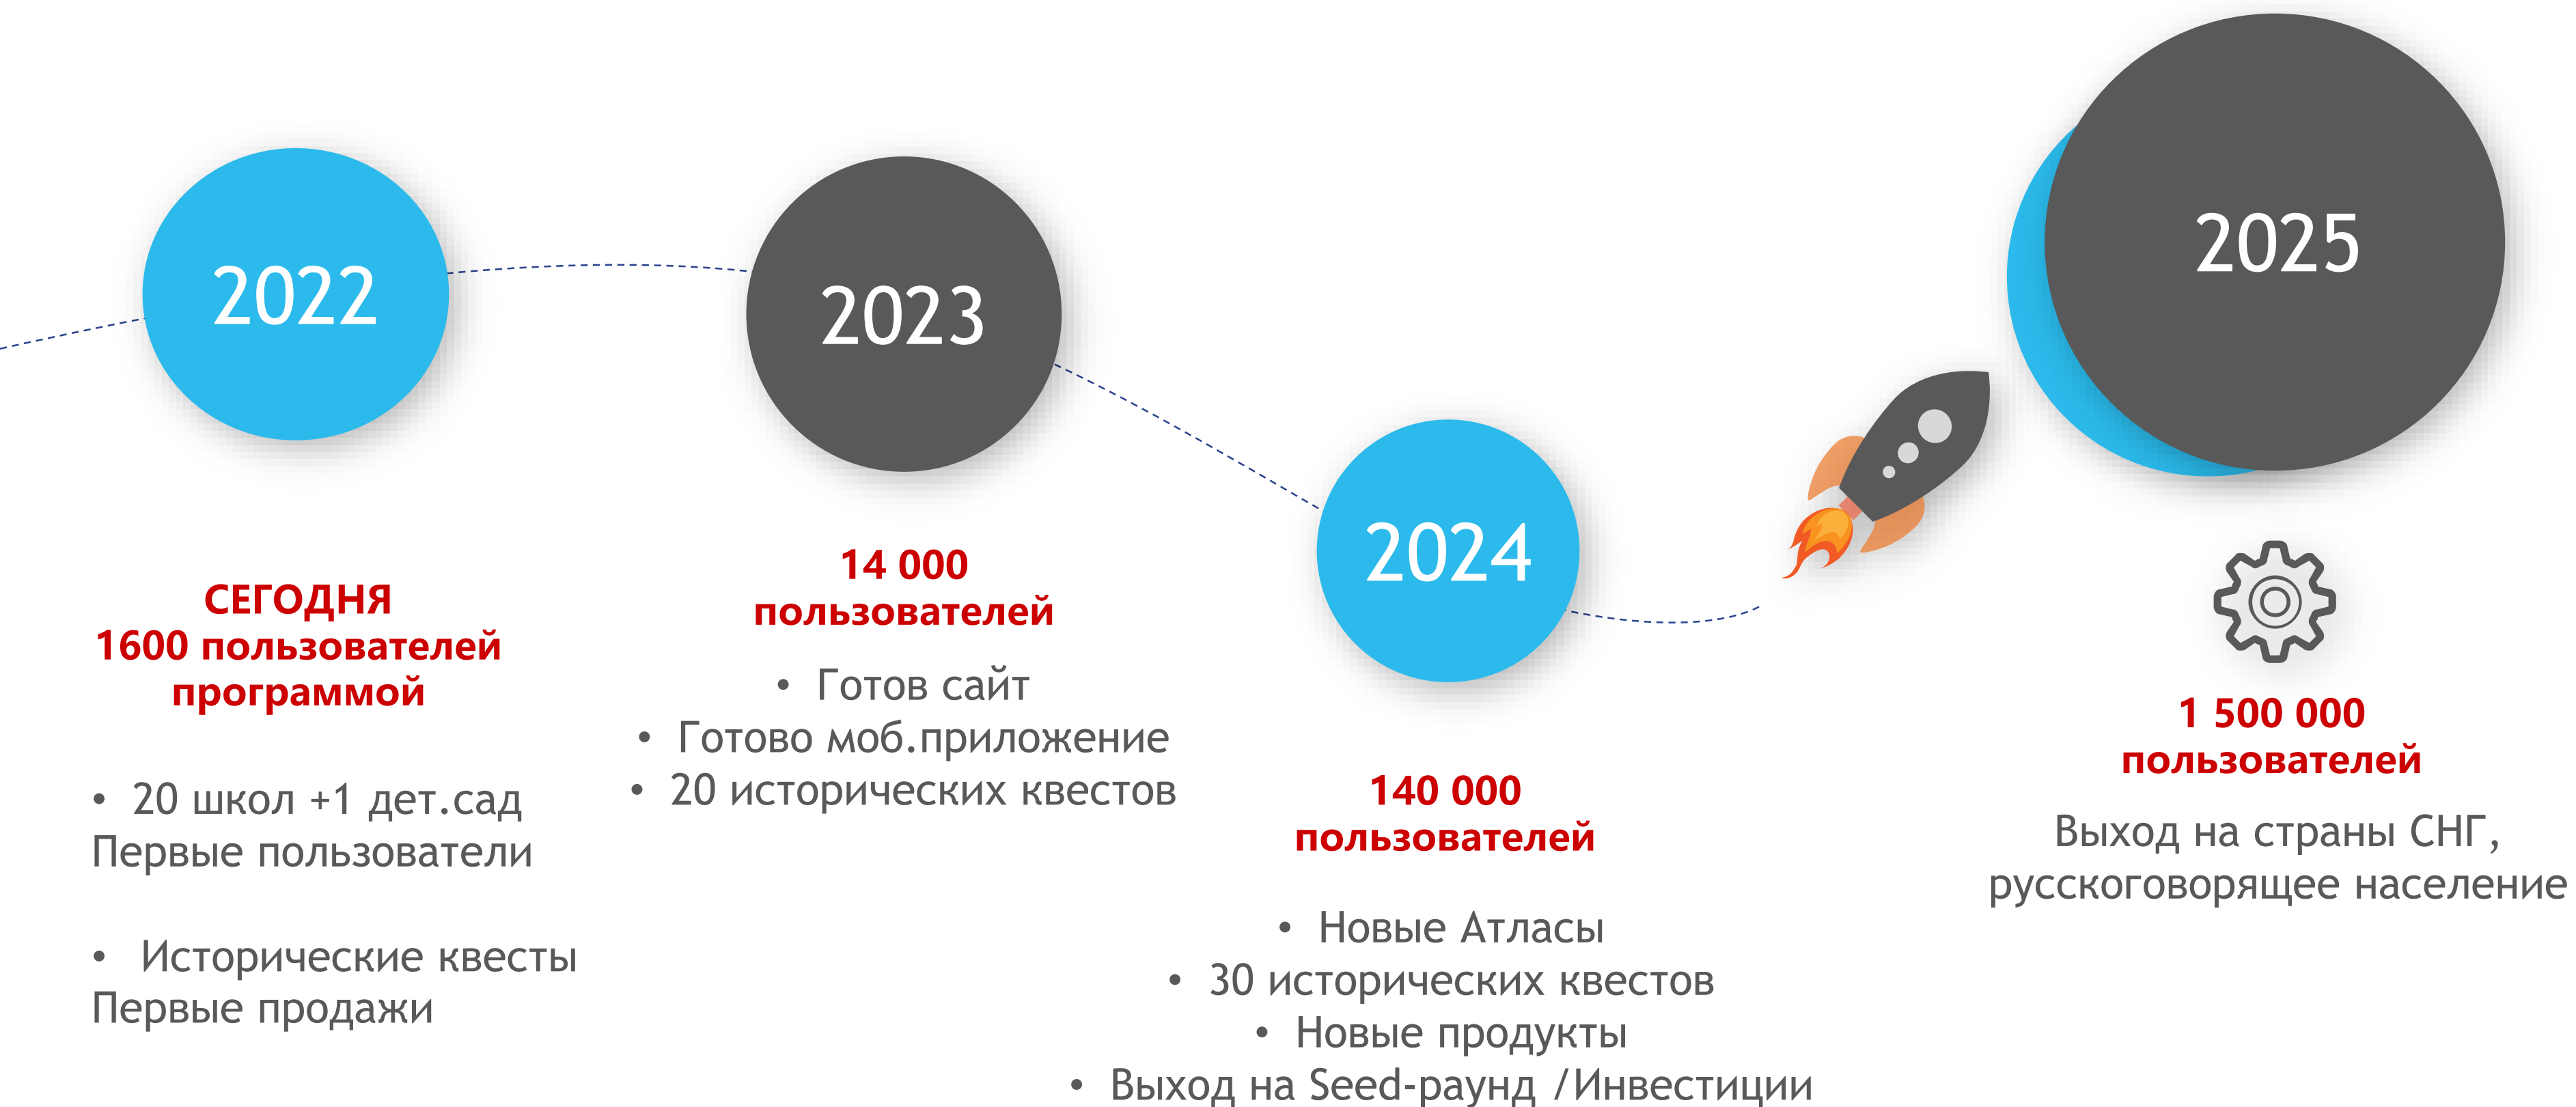 2022
СЕГОДНЯ
1600 пользователей
программой
• 20 школ +1 дет.сад
Первые пользователи
• Исторические квесты
Первые продажи
2023
14 000
пользователей
• Готов сайт
• Готово моб.приложение
• 20 исторических квестов
2024
140 000
пользователей
• Новые Атласы
• 30 исторических квестов
• Новые продукты
• Выход на Seed-раунд /Инвестиции
2025
1 500 000
пользователей
Выход на страны СНГ,
русскоговорящее население